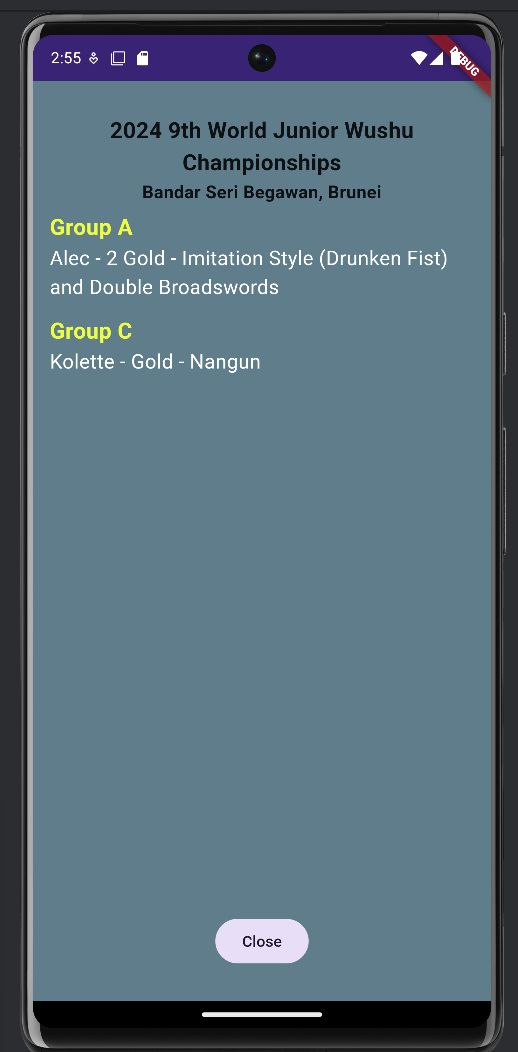 2:55
DEBUG
2024 9th World Junior Wushu
Championships
Bandar Seri Begawan, Brunei
Group A
Alec - 2 Gold - Imitation Style (Drunken Fist)
and Double Broadswords
Group C
Kolette - Gold - Nangun
Close